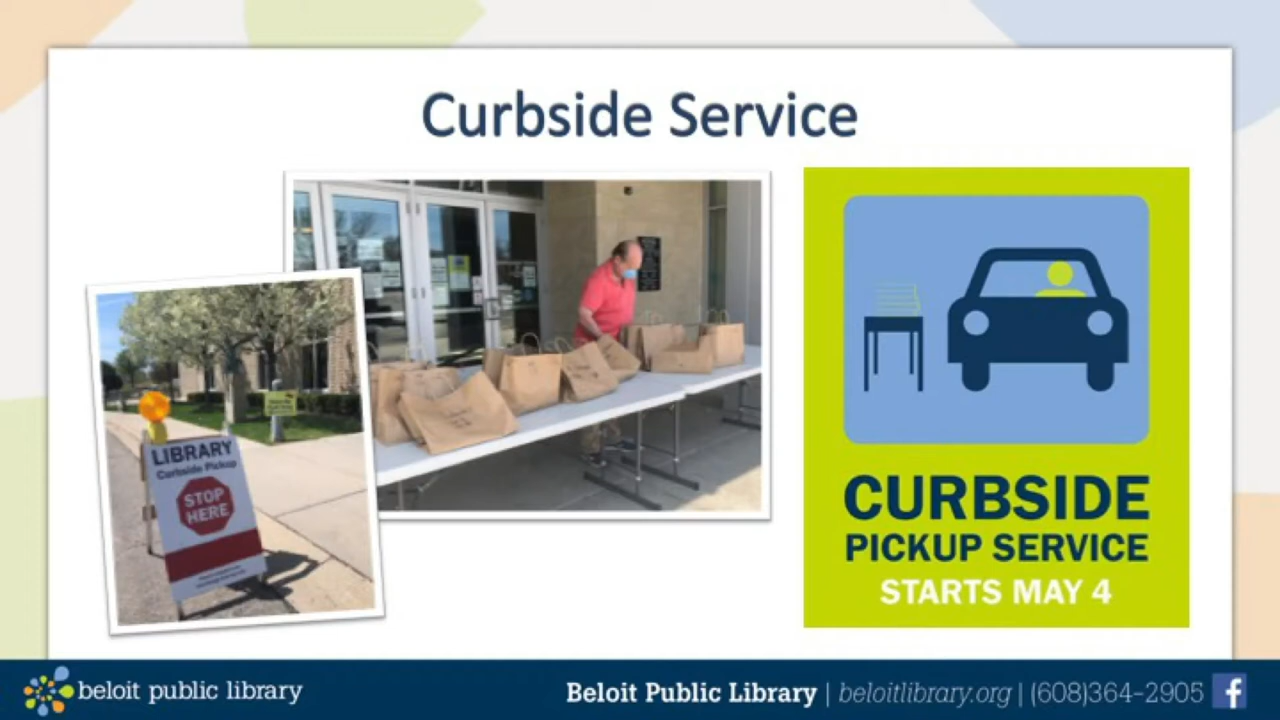 Curbside Service
LIBRARY
Curbside Pickup
STOP
HERE
CURBSIDE
PICKUP SERVICE
STARTS MAY 4
beloit public library
Beloit Public Library | beloitlibrary.org | (608)364-2905 f